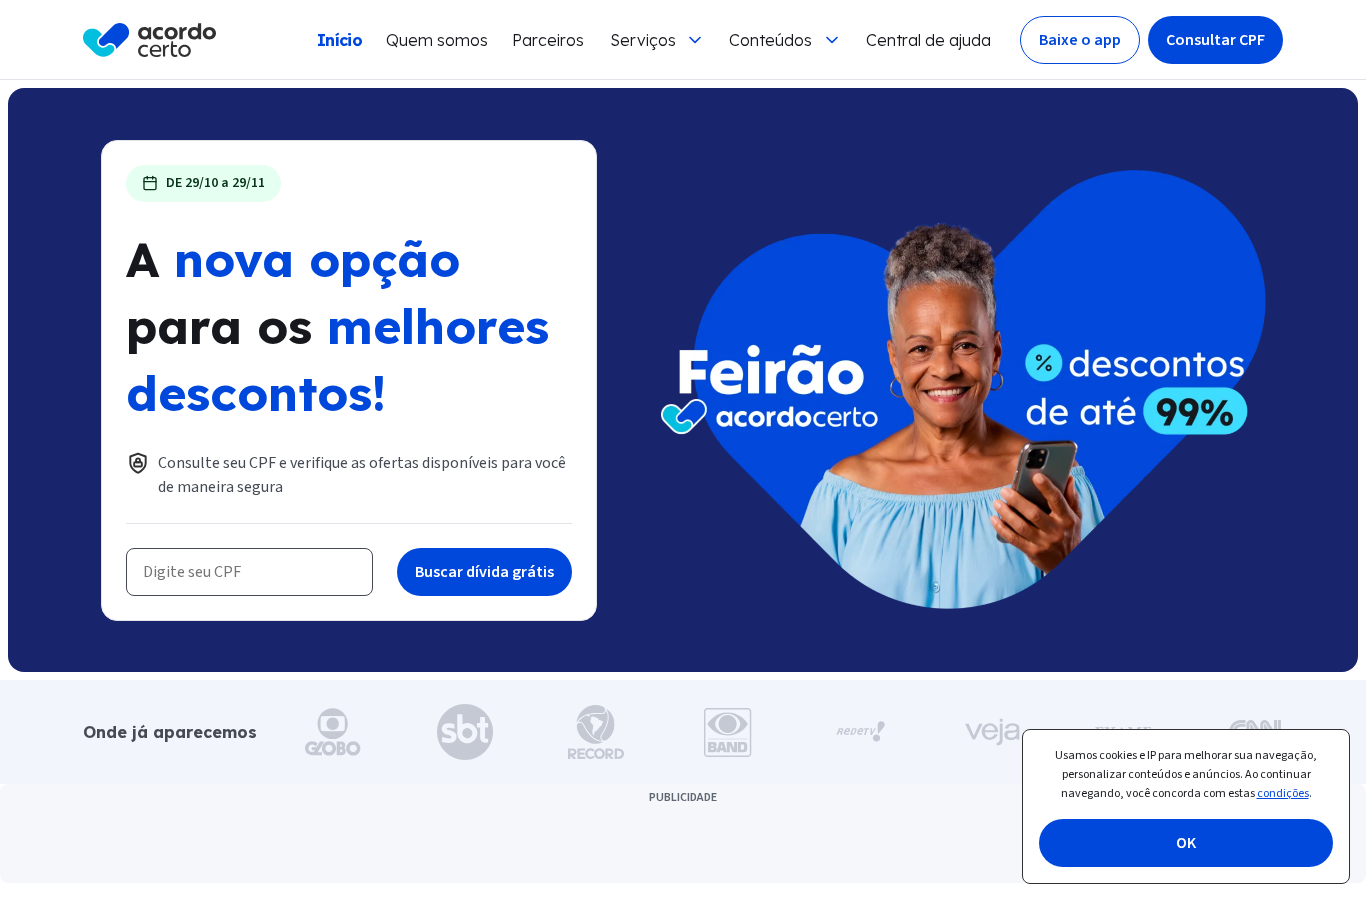 acordo
certo
Início
Quem somos
Parceiros
Serviços
Conteúdos
Central de ajuda
Baixe o app
Consultar CPF
DE 29/10 a 29/11
A nova opção
para os melhores
descontos!
Consulte seu CPF e verifique as ofertas disponíveis para você
de maneira segura
Digite seu CPF
Buscar dívida grátis
Feirão
acordocerto
% descontos
de até 99%
Onde já aparecemos
GLOBO
sbt
RECORD
BAND
REDETV!
veja
EXAME
CNN
PUBLICIDADE
Usamos cookies e IP para melhorar sua navegação,
personalizar conteúdos e anúncios. Ao continuar
navegando, você concorda com estas condições.
OK